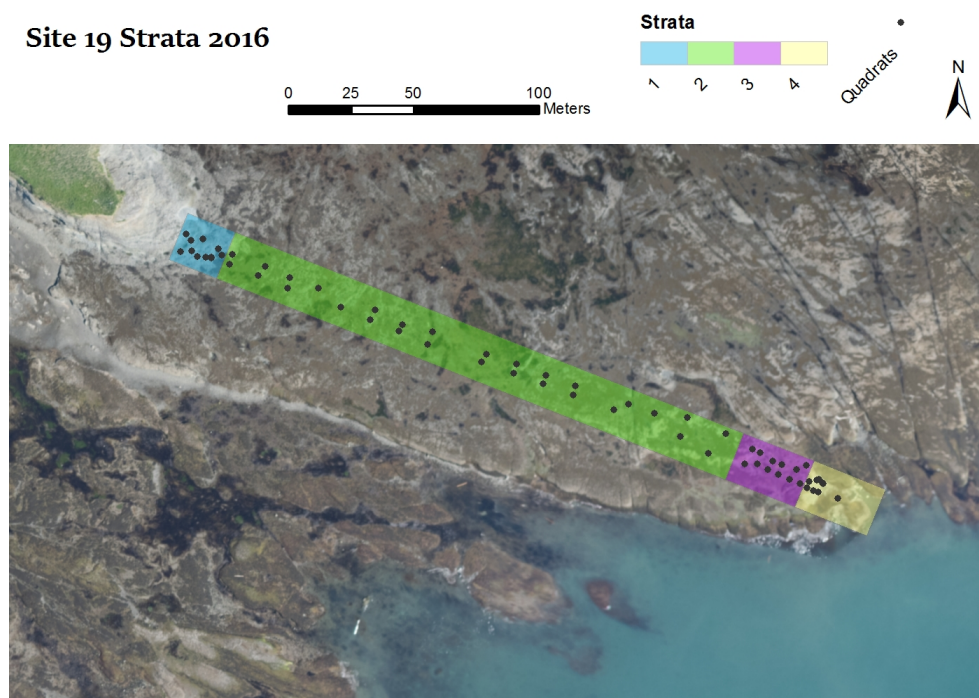 Site 19 Strata 2016
Strata
1 2 3 4 Quadrats
N
0 25 50 100
Meters